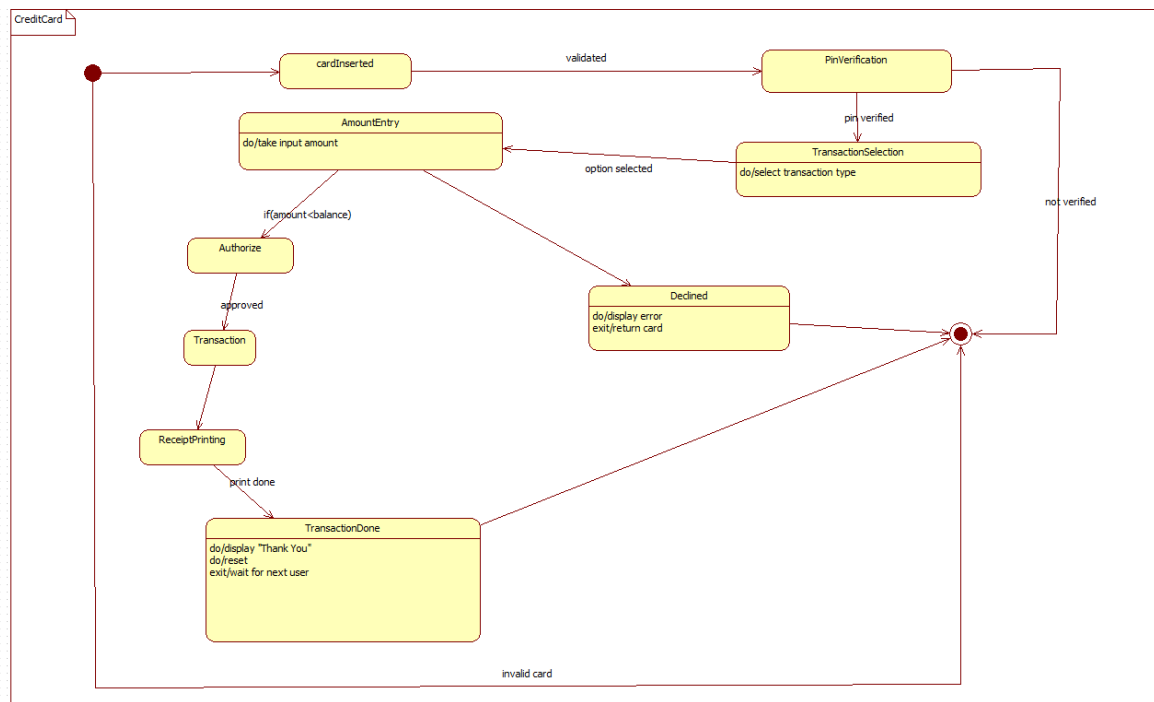 CreditCard
cardInserted
validated
PinVerification
pin verified
AmountEntry
do/take input amount
TransactionSelection
do/select transaction type
option selected
not verified
if(amount<balance)
Authorize
approved
Declined
do/display error
exit/return card
Transaction
ReceiptPrinting
print done
TransactionDone
do/display "Thank You"
do/reset
exit/wait for next user
invalid card